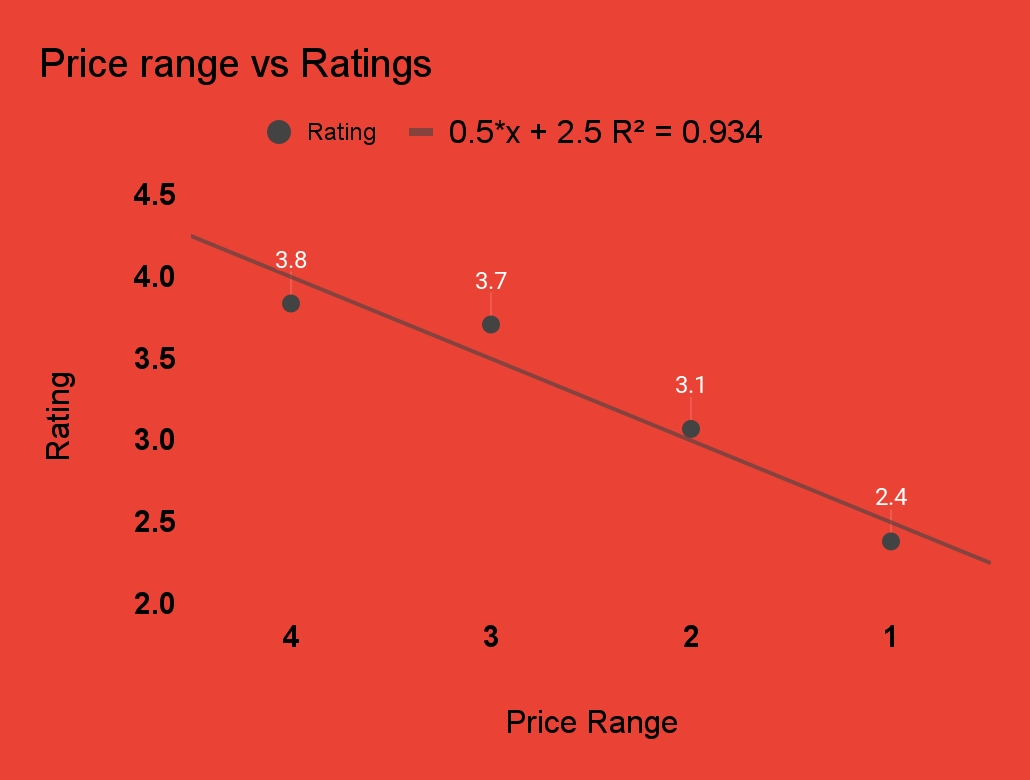 Price range vs Ratings
Rating 0.5*x + 2.5 R² = 0.934
4.5
4.0
3.5
3.0
2.5
2.0
Rating
3.8
3.7
3.1
2.4
4 3 2 1
Price Range